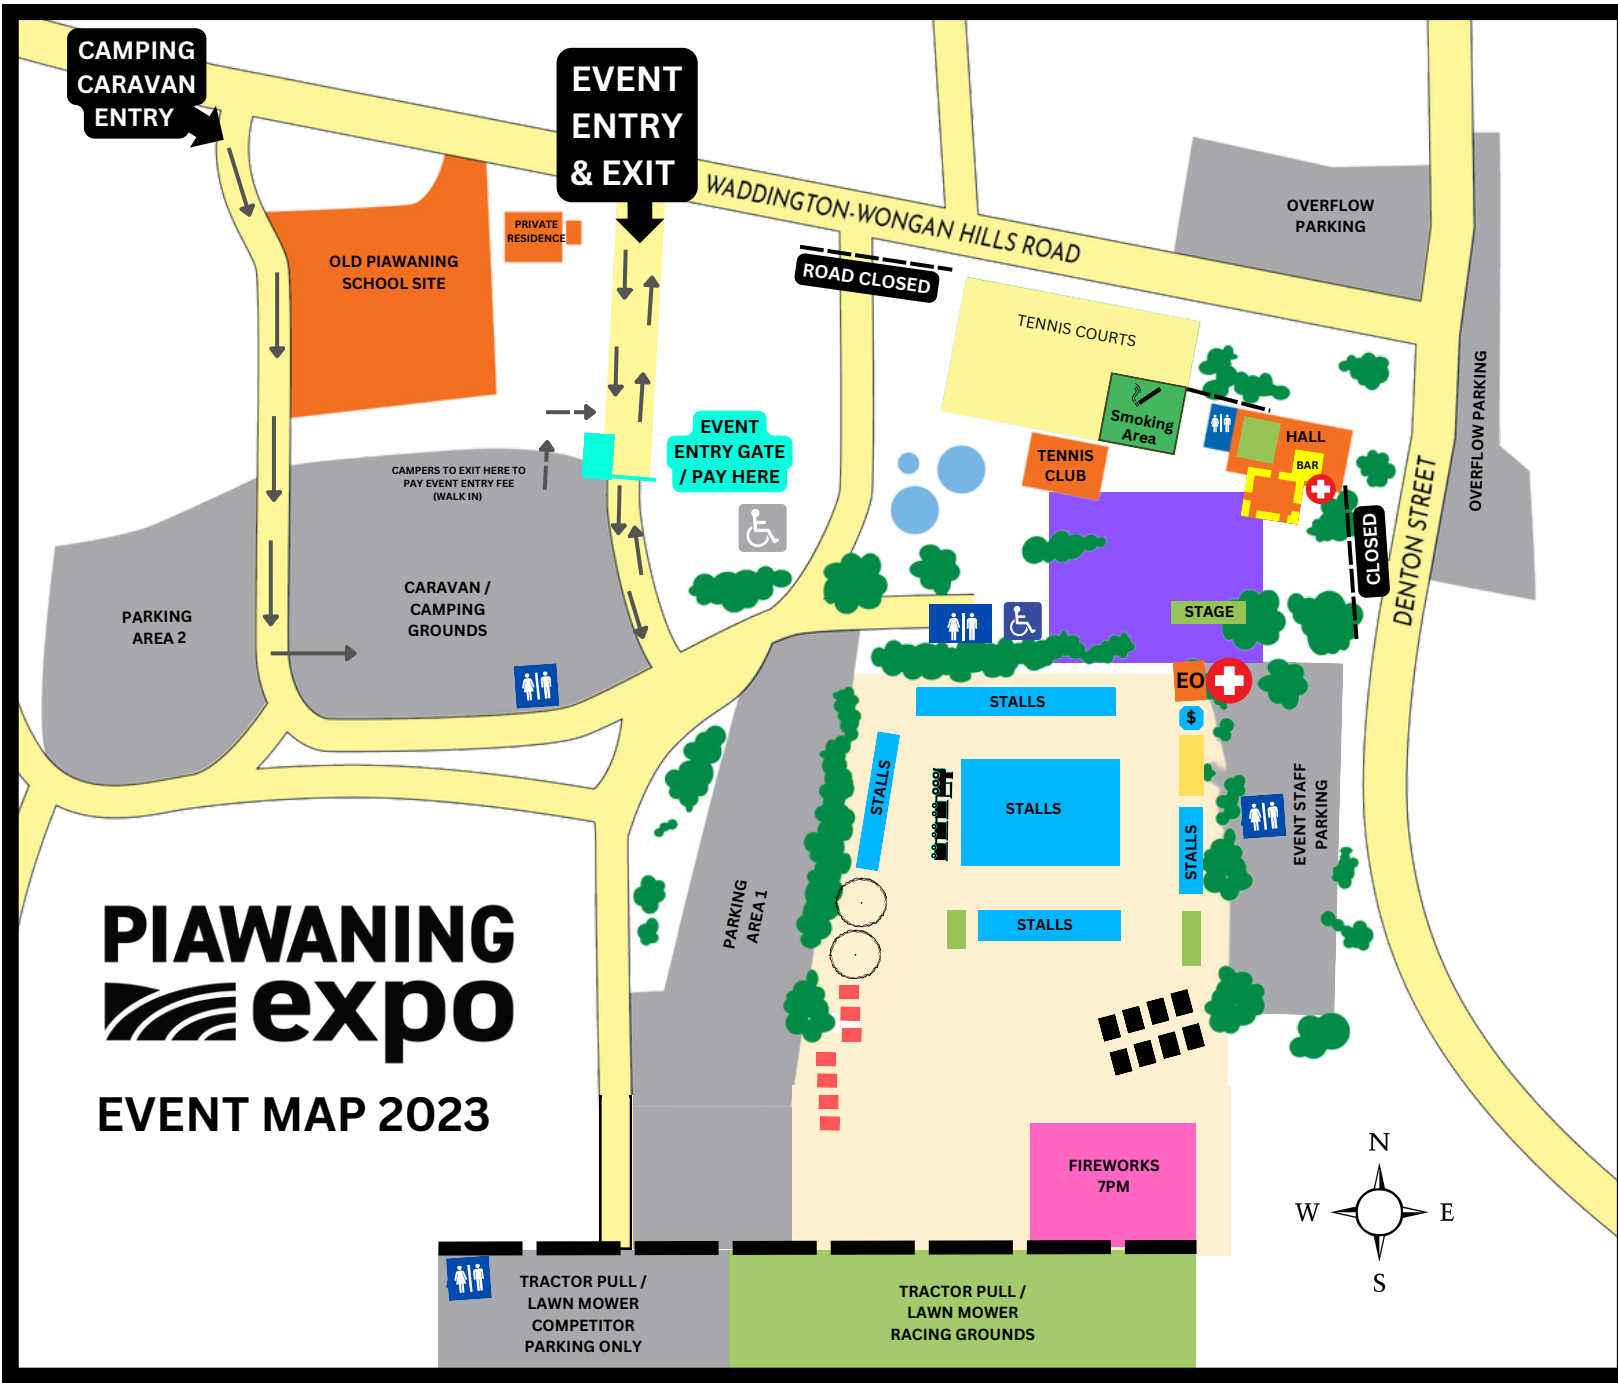 CAMPING
CARAVAN
ENTRY
EVENT
ENTRY
& EXIT
WADDINGTON-WONGAN HILLS ROAD
OVERFLOW
PARKING
PRIVATE
RESIDENCE
OLD PIAWANING
SCHOOL SITE
ROAD CLOSED
TENNIS COURTS
OVERFLOW PARKING
Smoking
Area
HALL
BAR
EVENT
ENTRY GATE
/ PAY HERE
TENNIS
CLUB
CAMPERS TO EXIT HERE TO
PAY EVENT ENTRY FEE
(WALK IN)
CLOSED
DENTON STREET
CARAVAN /
CAMPING
GROUNDS
PARKING
AREA 2
STAGE
EO
$
STALLS
STALLS
STALLS
STALLS
STALLS
EVENT STAFF
PARKING
PARKING
AREA 1
PIAWANING
expo
EVENT MAP 2023
FIREWORKS
7PM
N
W
E
S
TRACTOR PULL /
LAWN MOWER
COMPETITOR
PARKING ONLY
TRACTOR PULL /
LAWN MOWER
RACING GROUNDS